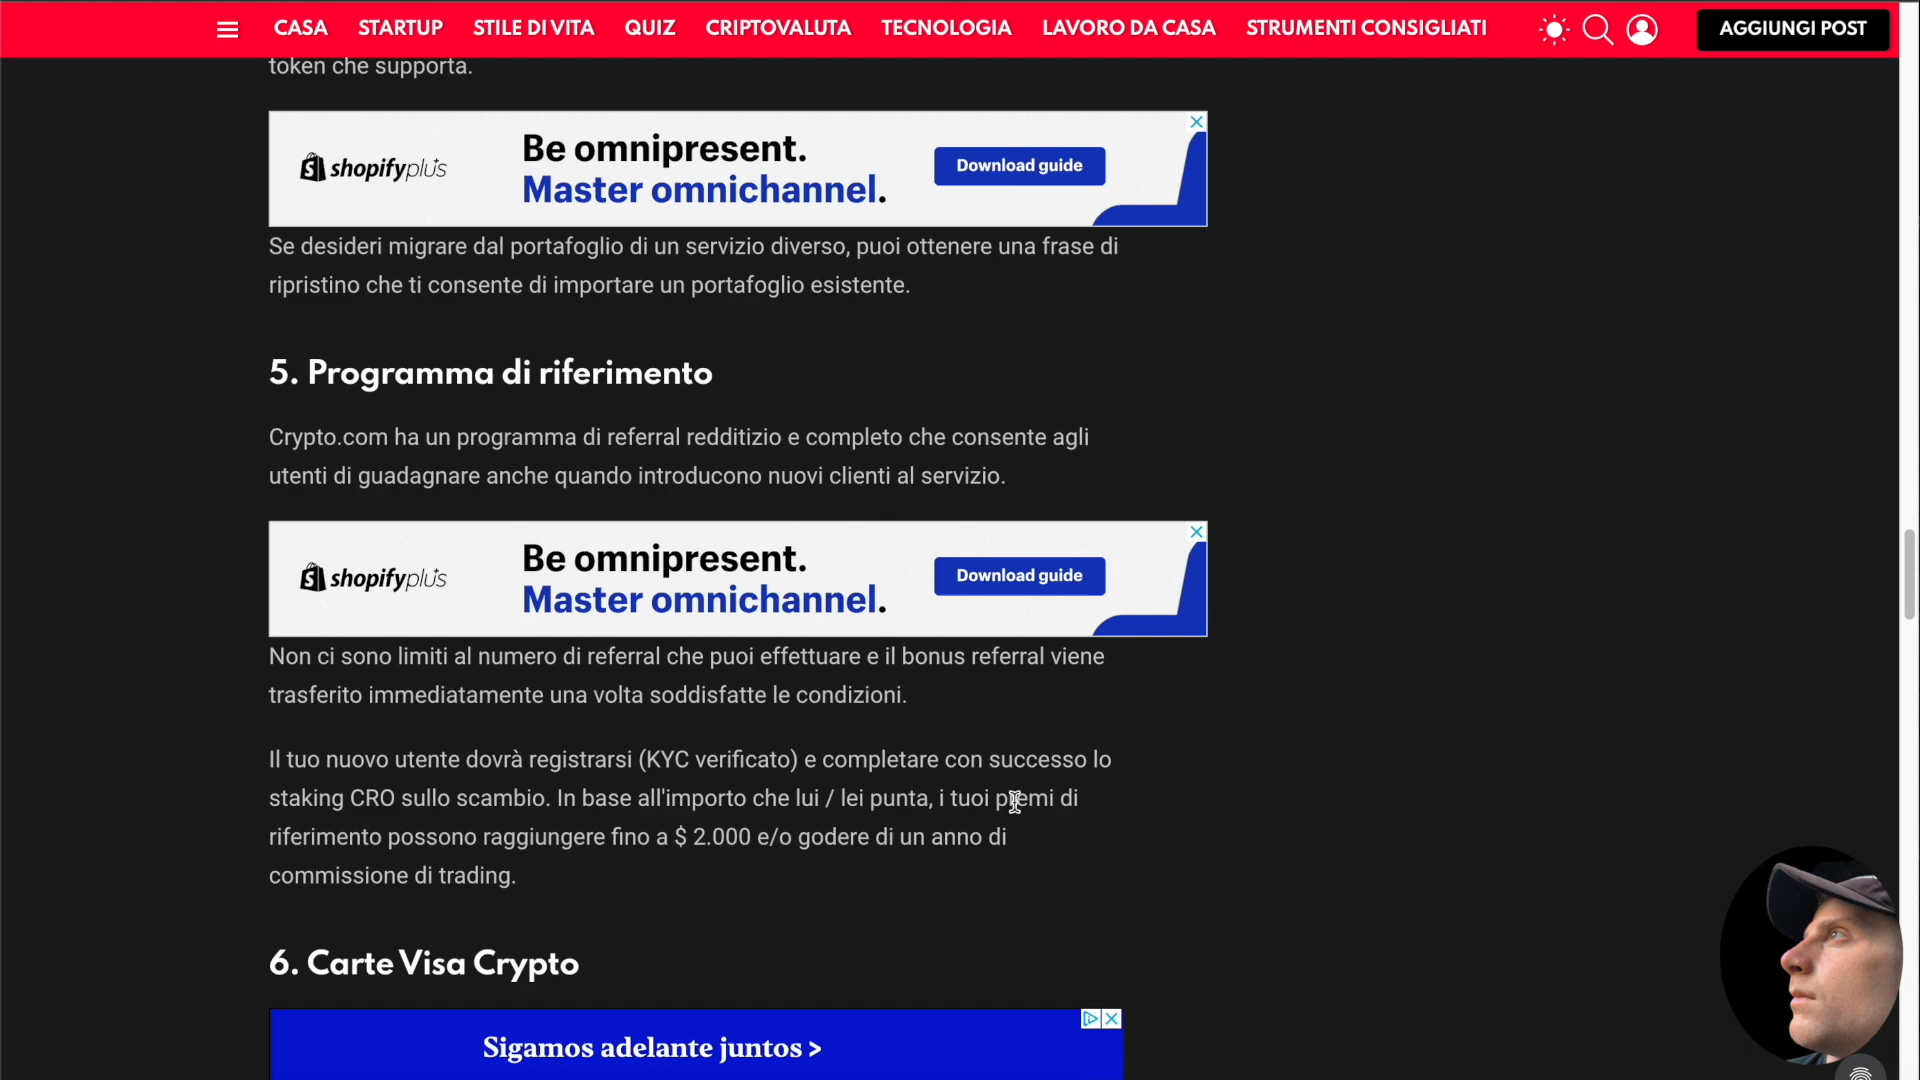 CASA STARTUP STILE DI VITA QUIZ CRIPTOVALUTA TECNOLOGIA LAVORO DA CASA STRUMENTI CONSIGLIATI AGGIUNGI POST
token che supporta.
shopifyplus
Be omnipresent.
Master omnichannel.
Download guide
Se desideri migrare dal portafoglio di un servizio diverso, puoi ottenere una frase di
ripristino che ti consente di importare un portafoglio esistente.
5. Programma di riferimento
Crypto.com ha un programma di referral redditizio e completo che consente agli
utenti di guadagnare anche quando introducono nuovi clienti al servizio.
shopifyplus
Be omnipresent.
Master omnichannel.
Download guide
Non ci sono limiti al numero di referral che puoi effettuare e il bonus referral viene
trasferito immediatamente una volta soddisfatte le condizioni.
Il tuo nuovo utente dovrà registrarsi (KYC verificato) e completare con successo lo
staking CRO sullo scambio. In base all'importo che lui / lei punta, i tuoi premi di
riferimento possono raggiungere fino a $ 2.000 e/o godere di un anno di
commissione di trading.
6. Carte Visa Crypto
Sigamos adelante juntos >